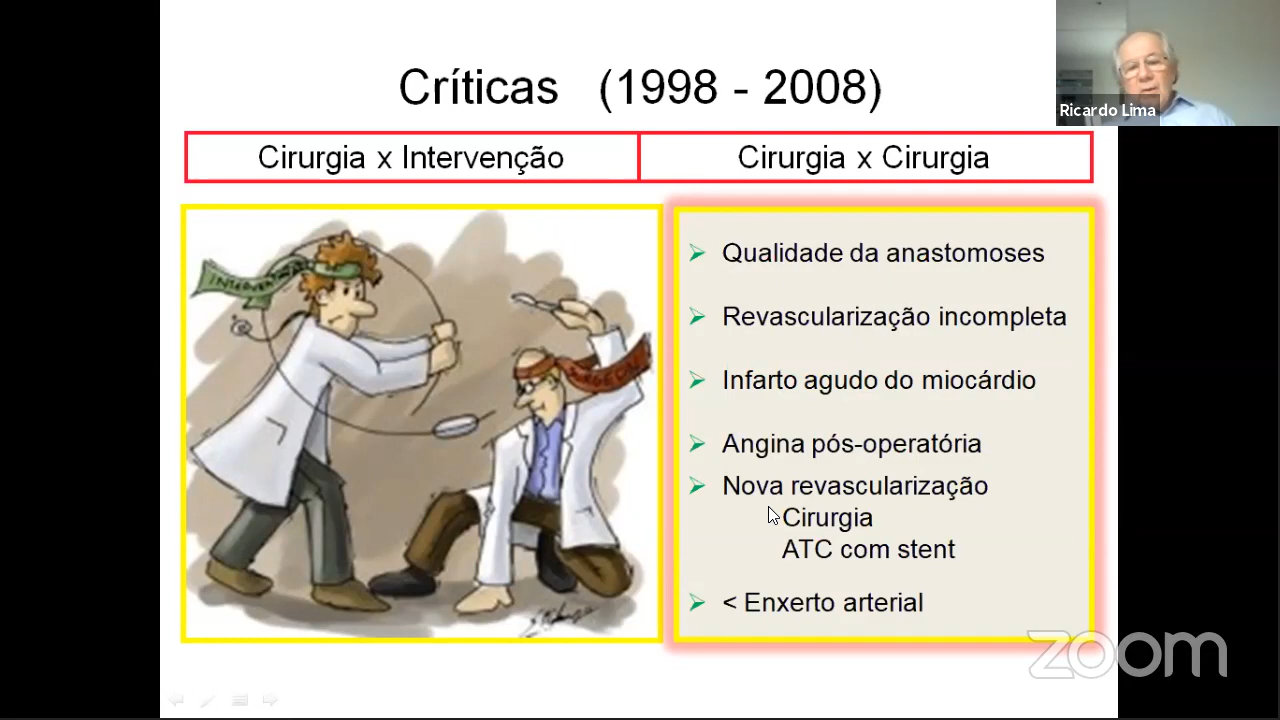 Críticas (1998 - 2008)
Ricardo Lima
Cirurgia x Intervenção
Cirurgia x Cirurgia
Qualidade da anastomoses
Revascularização incompleta
Infarto agudo do miocárdio
Angina pós-operatória
Nova revascularização
Cirurgia
ATC com stent
< Enxerto arterial
zoom